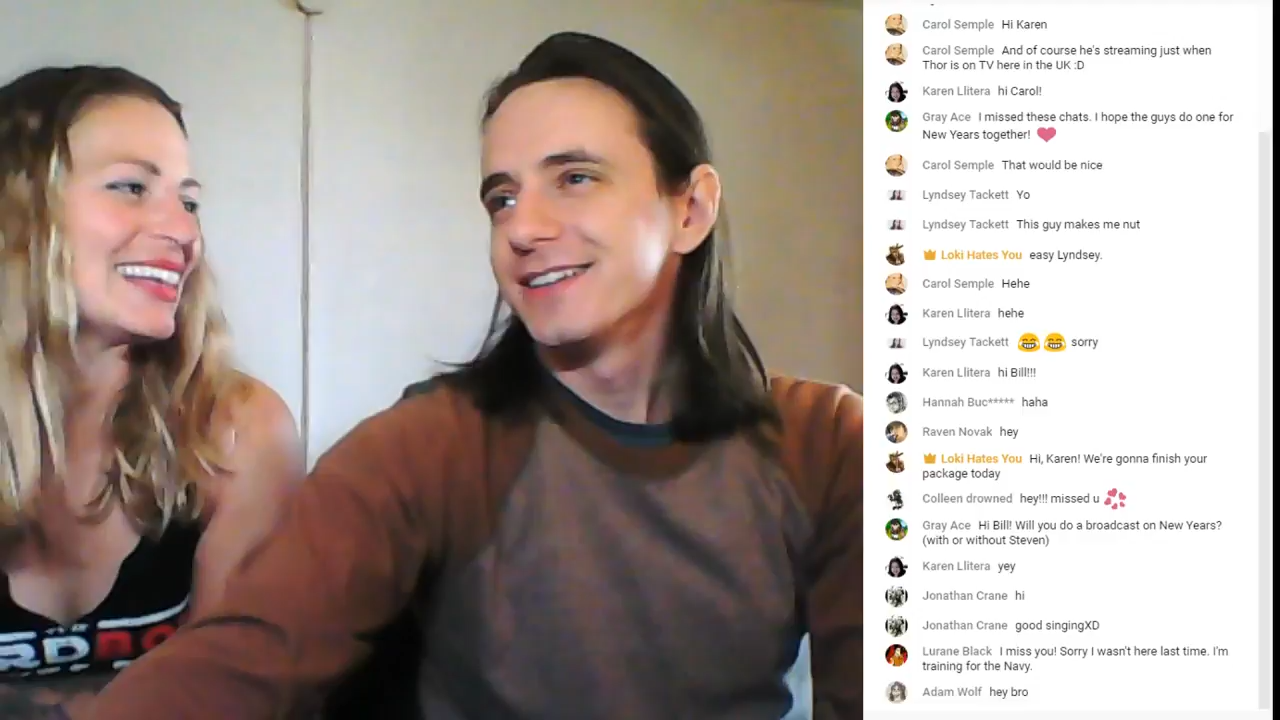 Carol Semple Hi Karen
Carol Semple And of course he's streaming just when
Thor is on TV here in the UK :D
Karen Llitera hi Carol!
Gray Ace I missed these chats. I hope the guys do one for
New Years together!
Carol Semple That would be nice
Lyndsey Tackett Yo
Lyndsey Tackett This guy makes me nut
Loki Hates You easy Lyndsey.
Carol Semple Hehe
Karen Llitera hehe
Lyndsey Tackett 😂😂 sorry
Karen Llitera hi Bill!!!
Hannah Buc***** haha
Raven Novak hey
Loki Hates You Hi, Karen! We're gonna finish your
package today
Colleen drowned hey!!! missed u
Gray Ace Hi Bill! Will you do a broadcast on New Years?
(with or without Steven)
Karen Llitera yey
Jonathan Crane hi
Jonathan Crane good singingXD
Lurane Black I miss you! Sorry I wasn't here last time. I'm
training for the Navy.
Adam Wolf hey bro